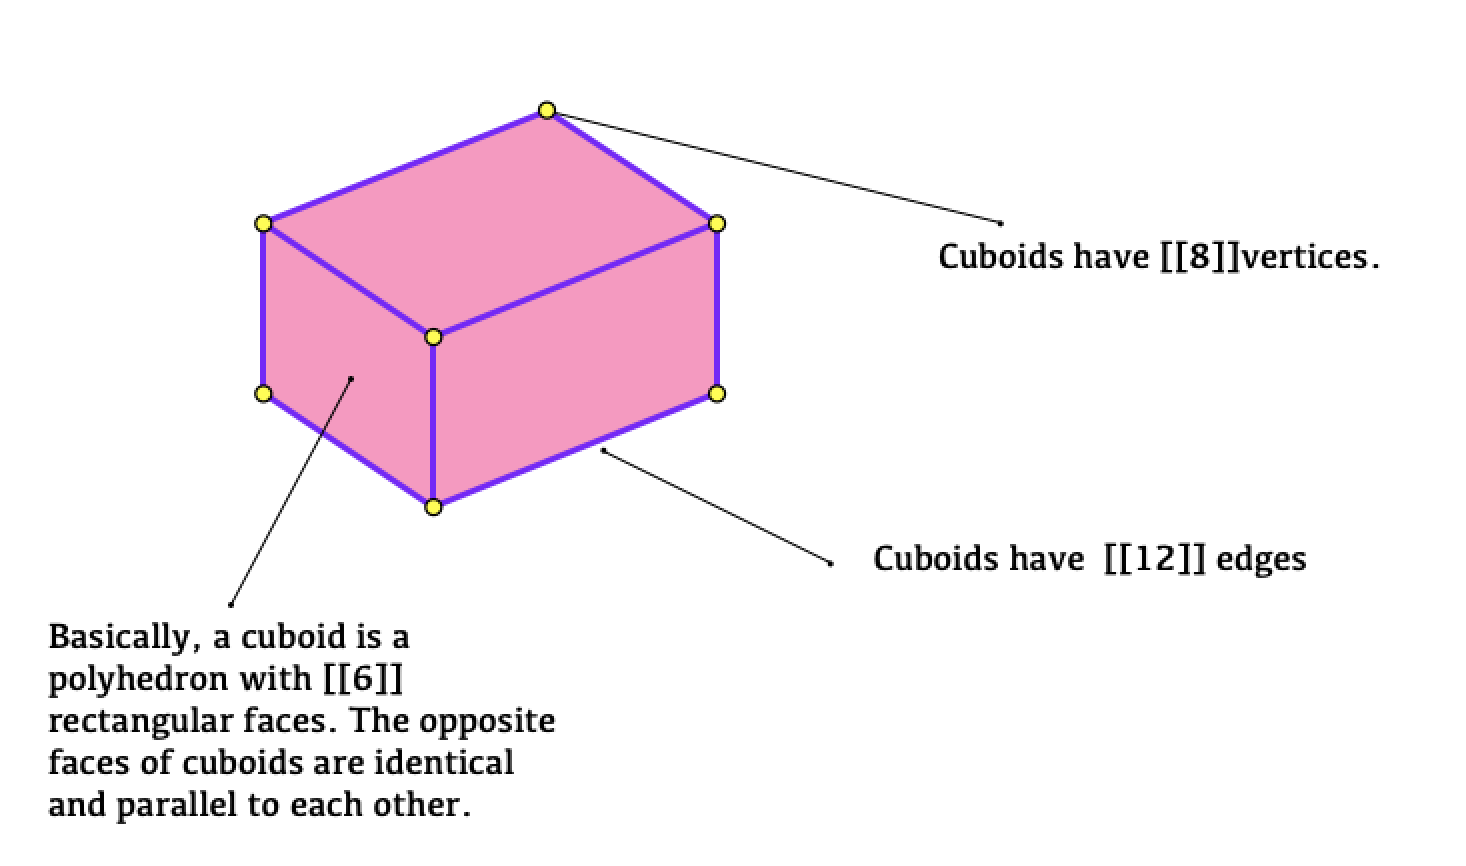 Cuboids have [[8]]vertices.
Cuboids have [[12]] edges
Basically, a cuboid is a
polyhedron with [[6]]
rectangular faces. The opposite
faces of cuboids are identical
and parallel to each other.